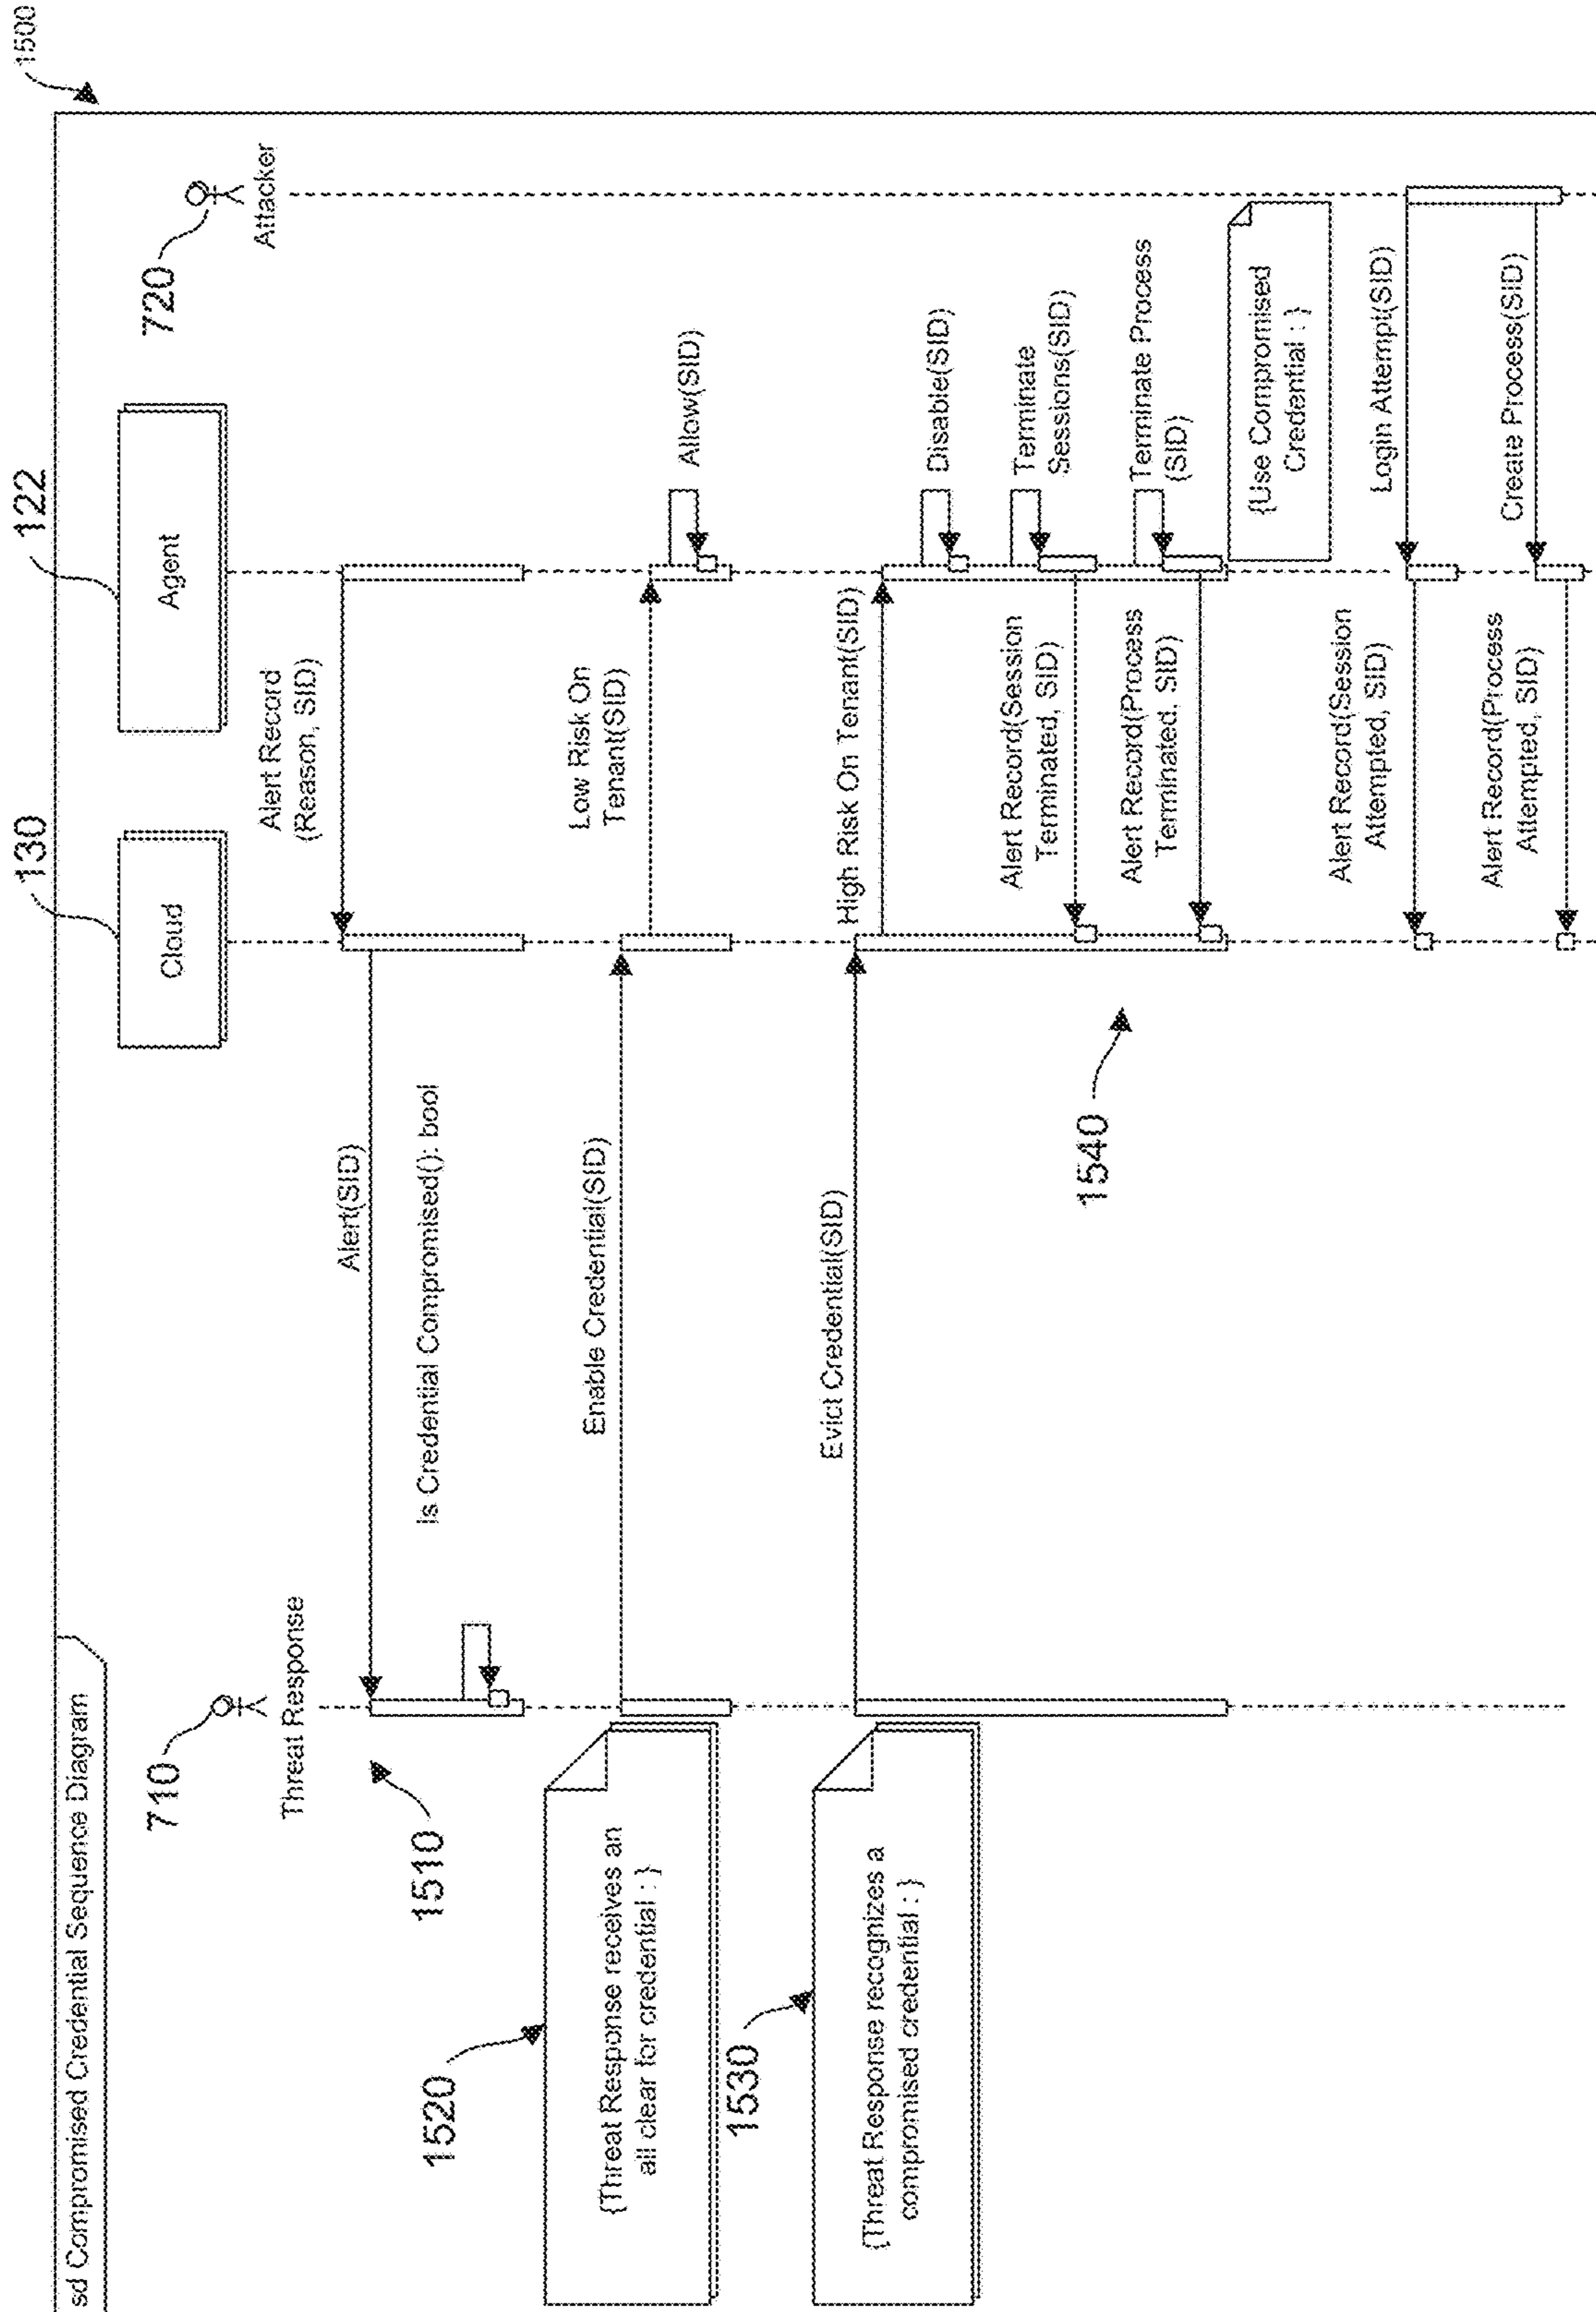 1500
sd Compromised Credential Sequence Diagram
710
Threat Response
130
Cloud
122
Agent
720
Attacker
Alert Record
(Reason, SID)
Alert(SID)
1510
Is Credential Compromised(): bool
1520
{Threat Response receives an
all clear for credential : }
Enable Credential(SID)
Low Risk On
Tenant(SID)
Allow(SID)
1530
{Threat Response recognizes a
compromised credential : }
Evict Credential(SID)
High Risk On Tenant(SID)
Disable(SID)
Terminate
Sessions(SID)
Alert Record(Session
Terminated, SID)
1540
Terminate Process
(SID)
Alert Record(Process
Terminated, SID)
{Use Compromised
Credential : }
Login Attempt(SID)
Alert Record(Session
Attempted, SID)
Create Process(SID)
Alert Record(Process
Attempted, SID)